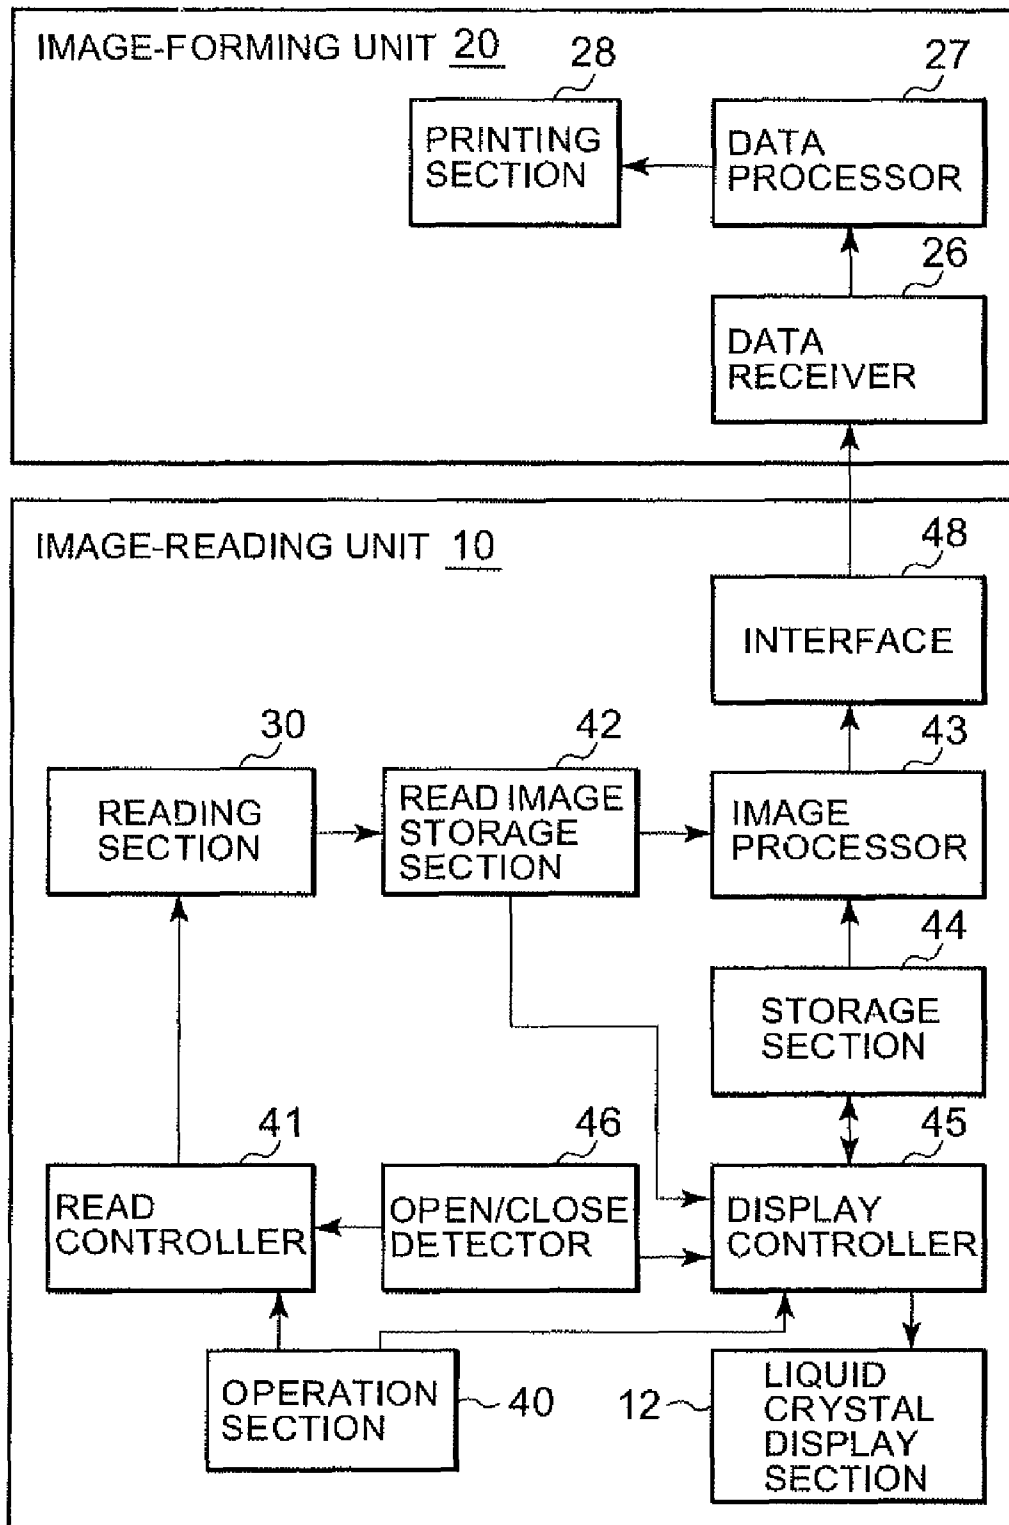 IMAGE-FORMING UNIT 20
28
27
PRINTING
SECTION
DATA
PROCESSOR
26
DATA
RECEIVER
IMAGE-READING UNIT 10
48
INTERFACE
30
42
43
READING
SECTION
READ IMAGE
STORAGE
SECTION
IMAGE
PROCESSOR
44
STORAGE
SECTION
41
46
45
READ
CONTROLLER
OPEN/CLOSE
DETECTOR
DISPLAY
CONTROLLER
OPERATION
SECTION
40
12
LIQUID
CRYSTAL
DISPLAY
SECTION